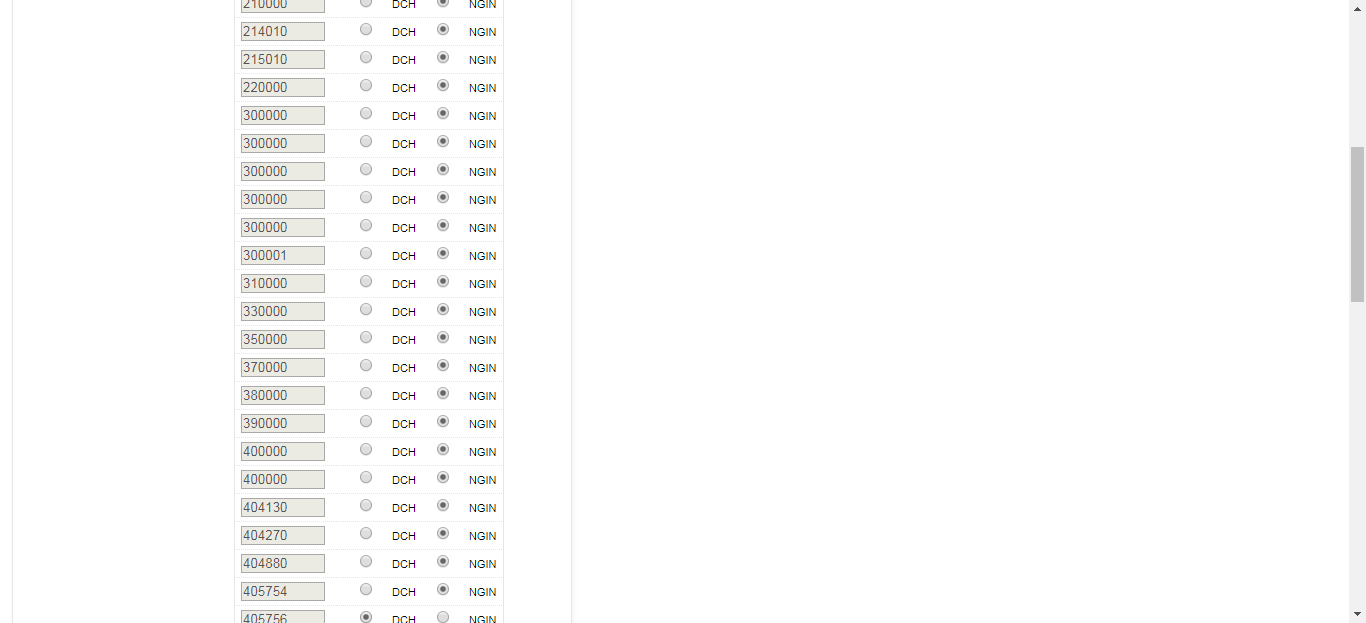 210000 DCH NGIN
214010 DCH NGIN
215010 DCH NGIN
220000 DCH NGIN
300000 DCH NGIN
300000 DCH NGIN
300000 DCH NGIN
300000 DCH NGIN
300000 DCH NGIN
300001 DCH NGIN
310000 DCH NGIN
330000 DCH NGIN
350000 DCH NGIN
370000 DCH NGIN
380000 DCH NGIN
390000 DCH NGIN
400000 DCH NGIN
400000 DCH NGIN
404130 DCH NGIN
404270 DCH NGIN
404880 DCH NGIN
405754 DCH NGIN
405756 DCH NGIN